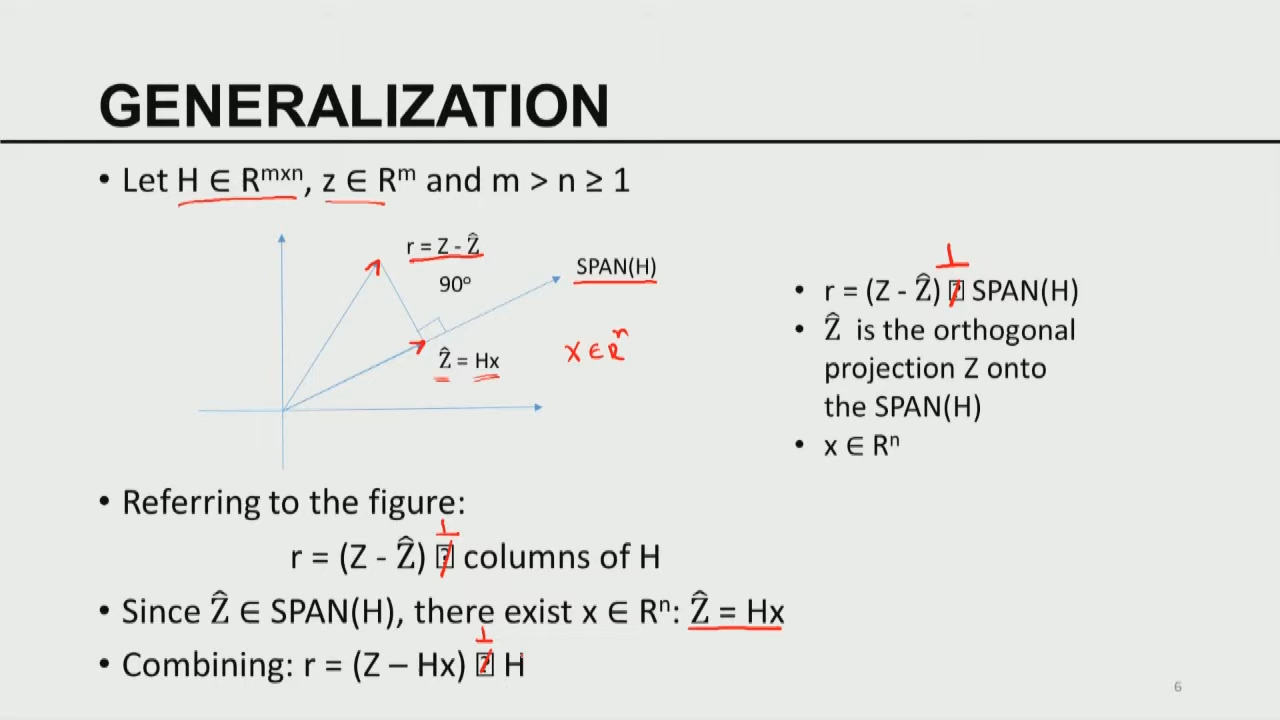 GENERALIZATION
• Let H ∈ Rᵐˣⁿ, z ∈ Rᵐ and m > n ≥ 1
r = Z - Ẑ
SPAN(H)
90º
Ẑ = Hx
x ∈ Rⁿ
• r = (Z - Ẑ) ⊥ SPAN(H)
• Ẑ is the orthogonal
projection Z onto
the SPAN(H)
• x ∈ Rⁿ
• Referring to the figure:
r = (Z - Ẑ) ⊥ columns of H
• Since Ẑ ∈ SPAN(H), there exist x ∈ Rⁿ: Ẑ = Hx
• Combining: r = (Z – Hx) ⊥ H
6